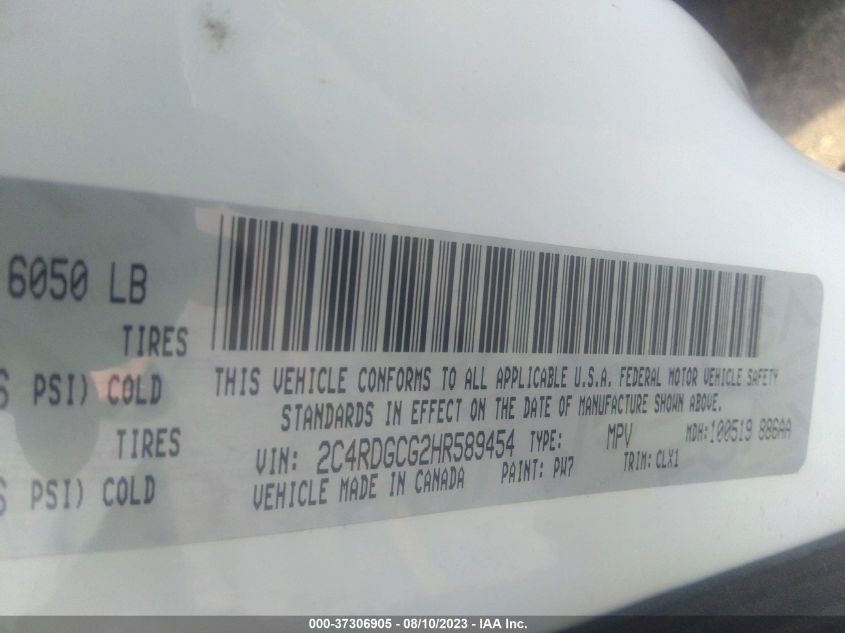 6050 LB
TIRES
PSI) COLD
TIRES
PSI) COLD
THIS VEHICLE CONFORMS TO ALL APPLICABLE U.S.A. FEDERAL MOTOR VEHICLE SAFETY
STANDARDS IN EFFECT ON THE DATE OF MANUFACTURE SHOWN ABOVE.
VIN: 2C4RDGCG2HR589454 TYPE: MPV MDH:100519 886AA
VEHICLE MADE IN CANADA PAINT: PW7 TRIM: CLX1
000-37306905 - 08/10/2023 - IAA Inc.